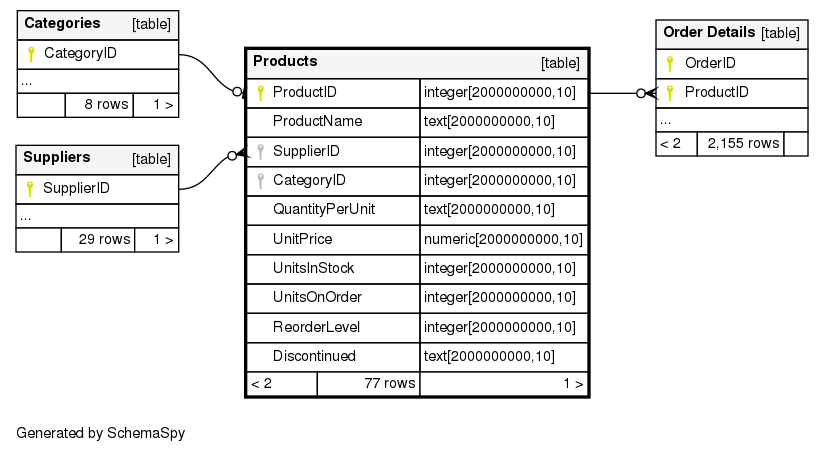 Categories [table]
CategoryID
...
8 rows 1 >
Suppliers [table]
SupplierID
...
29 rows 1 >
Products [table]
ProductID integer[2000000000,10]
ProductName text[2000000000,10]
SupplierID integer[2000000000,10]
CategoryID integer[2000000000,10]
QuantityPerUnit text[2000000000,10]
UnitPrice numeric[2000000000,10]
UnitsInStock integer[2000000000,10]
UnitsOnOrder integer[2000000000,10]
ReorderLevel integer[2000000000,10]
Discontinued text[2000000000,10]
< 2 77 rows 1 >
Order Details [table]
OrderID
ProductID
...
< 2 2,155 rows
Generated by SchemaSpy